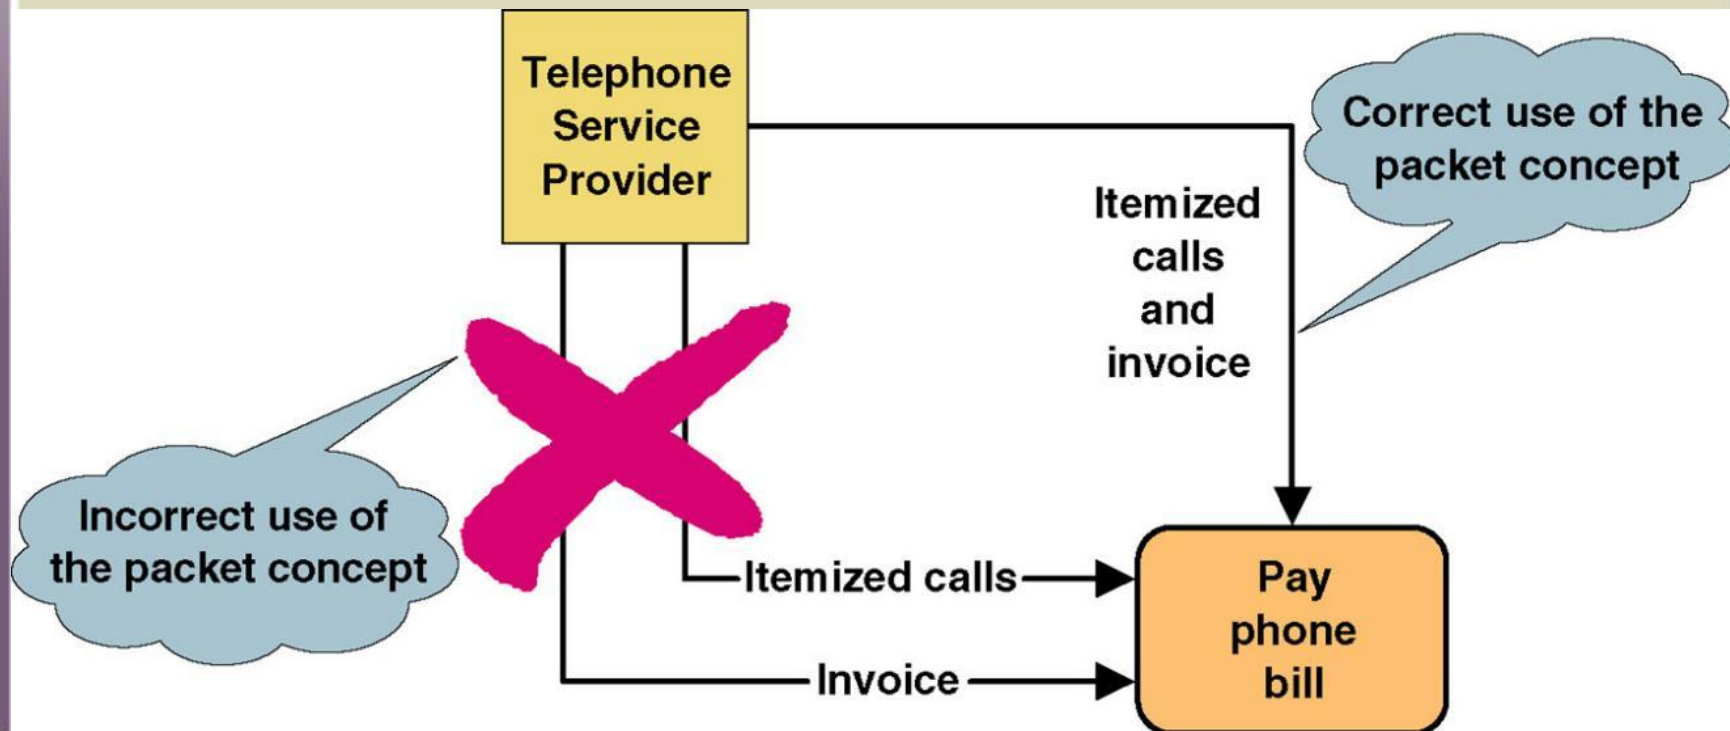 Telephone
Service
Provider
Correct use of the
packet concept
Itemized
calls
and
invoice
Incorrect use of
the packet concept
Itemized calls
Invoice
Pay
phone
bill